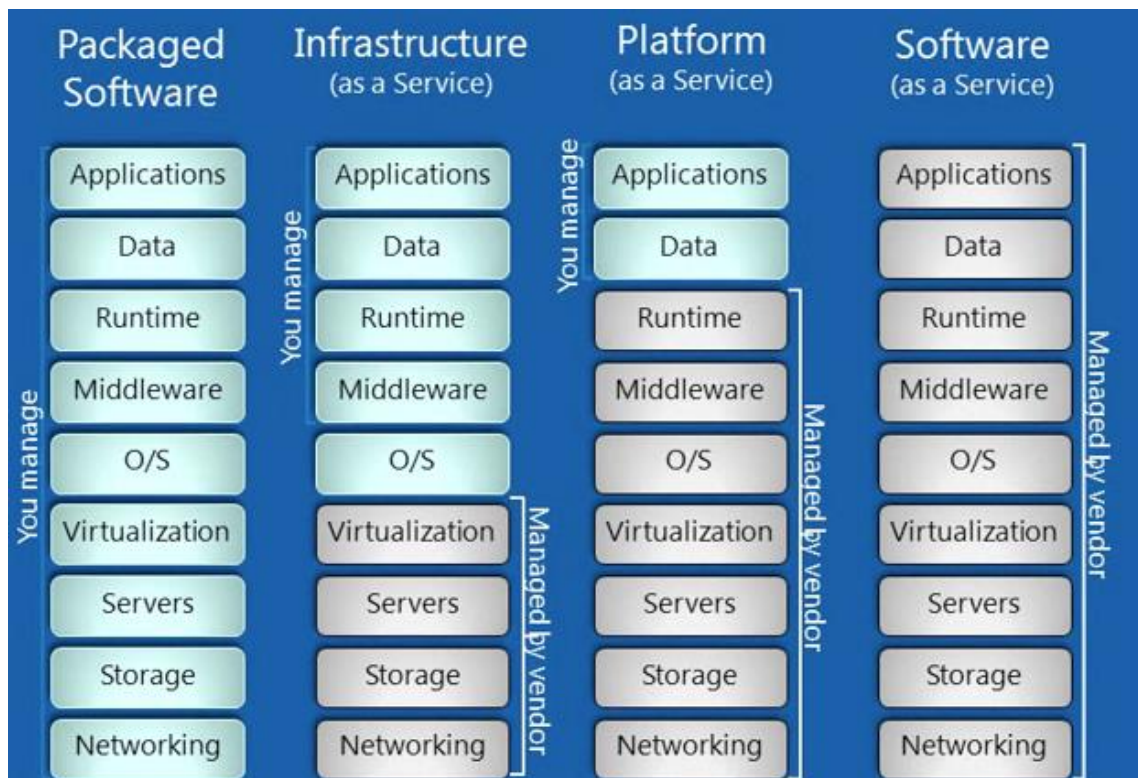 Packaged
Software
You manage
Applications
Data
Runtime
Middleware
O/S
Virtualization
Servers
Storage
Networking
Infrastructure
(as a Service)
You manage
Applications
Data
Runtime
Middleware
O/S
Virtualization
Servers
Storage
Networking
Managed by vendor
Platform
(as a Service)
You manage
Applications
Data
Runtime
Middleware
O/S
Virtualization
Servers
Storage
Networking
Managed by vendor
Software
(as a Service)
Applications
Data
Runtime
Middleware
O/S
Virtualization
Servers
Storage
Networking
Managed by vendor